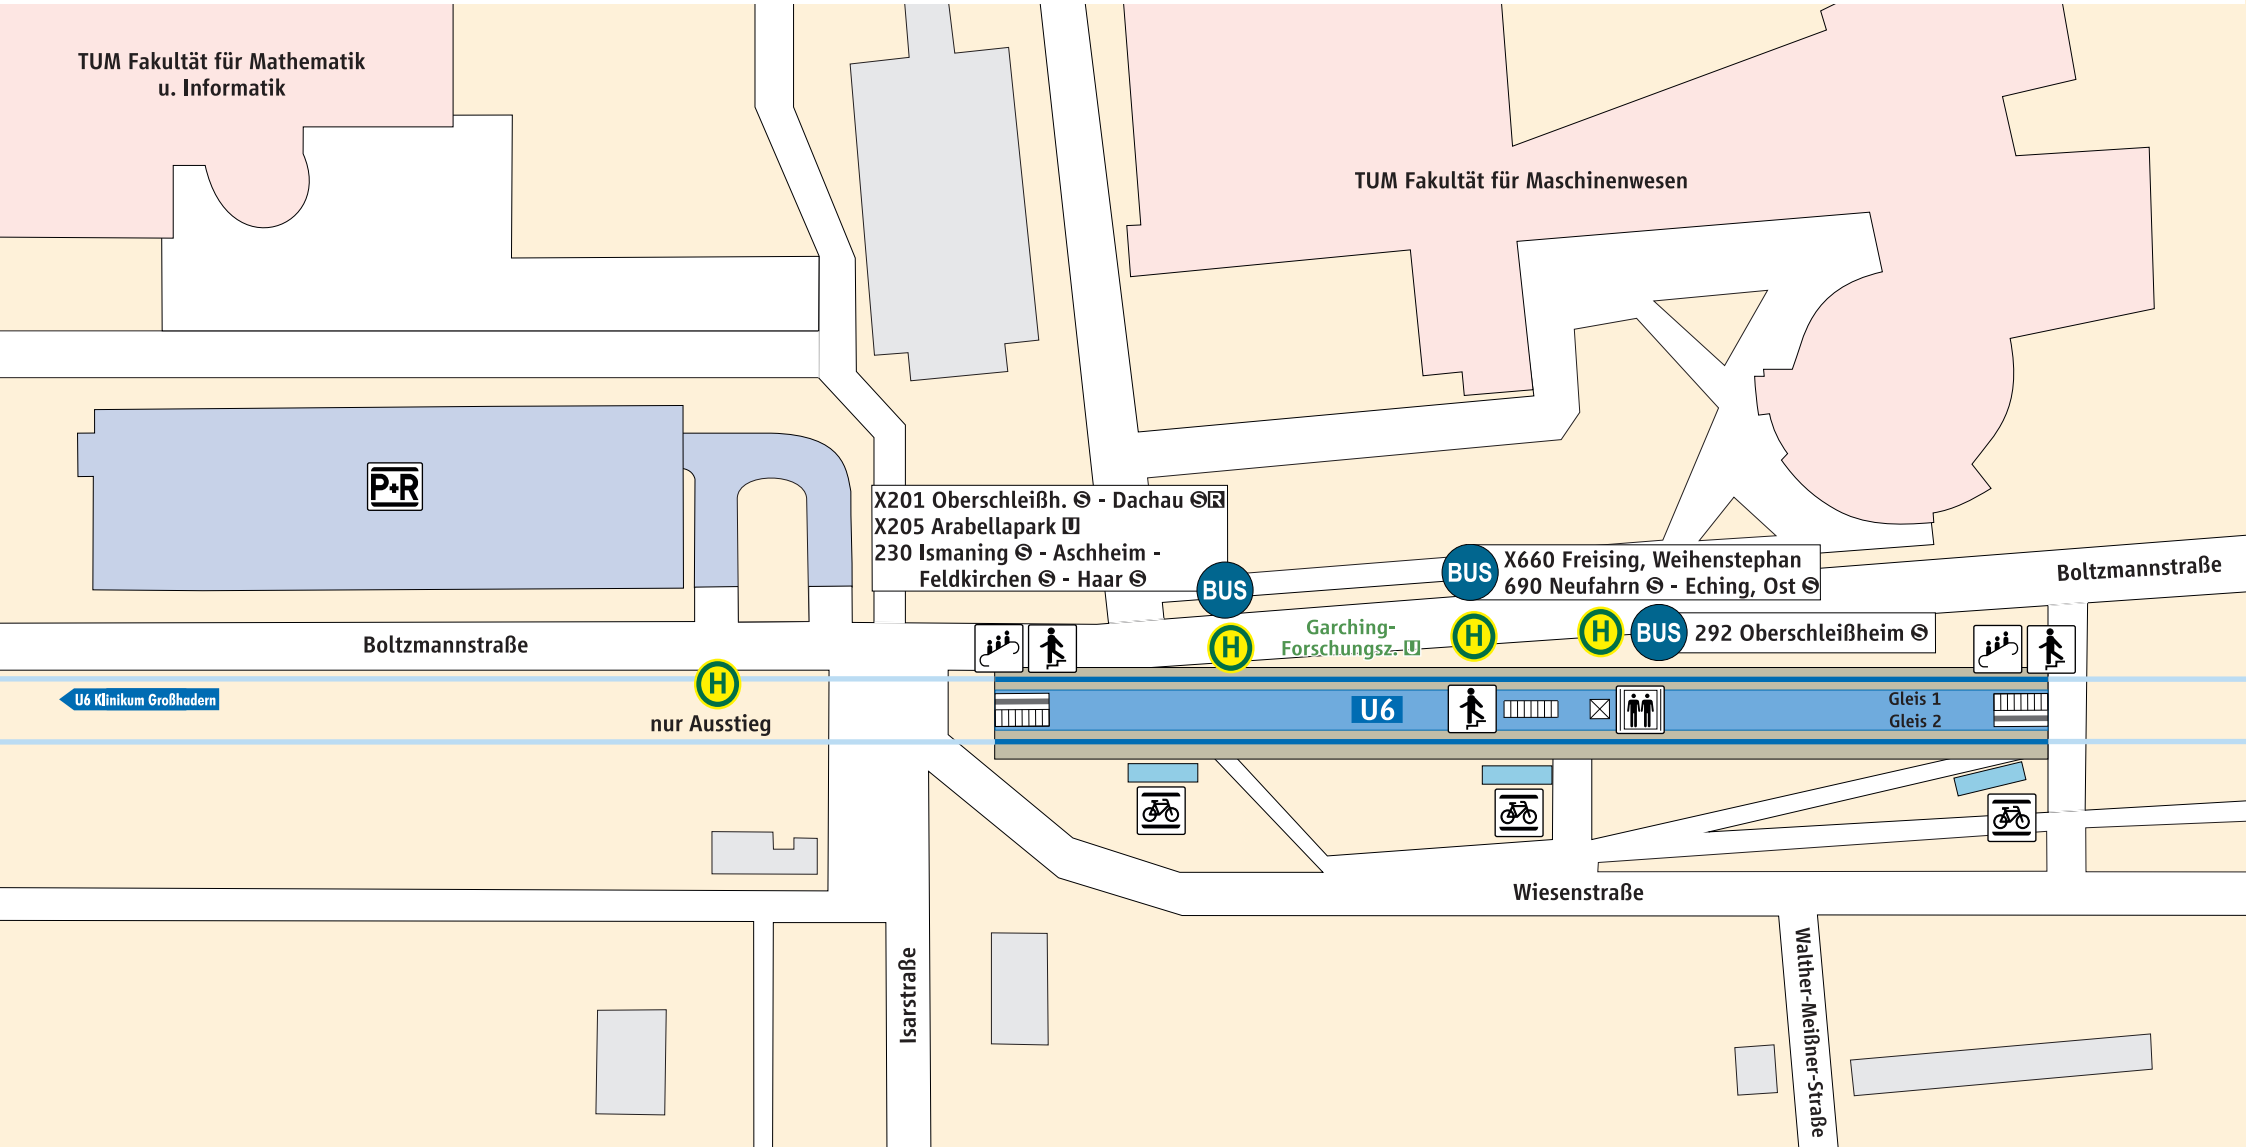 TUM Fakultät für Mathematik
u. Informatik
TUM Fakultät für Maschinenwesen
P+R
X201 Oberschleißh. S - Dachau S R
X205 Arabellapark U
230 Ismaning S - Aschheim -
Feldkirchen S - Haar S
BUS
BUS
X660 Freising, Weihenstephan
690 Neufahrn S - Eching, Ost S
Boltzmannstraße
Boltzmannstraße
H
Garching-
Forschungsz. U
H
H
BUS
292 Oberschleißheim S
U6 Klinikum Großhadern
H
nur Ausstieg
U6
Gleis 1
Gleis 2
Wiesenstraße
Isarstraße
Walther-Meißner-Straße